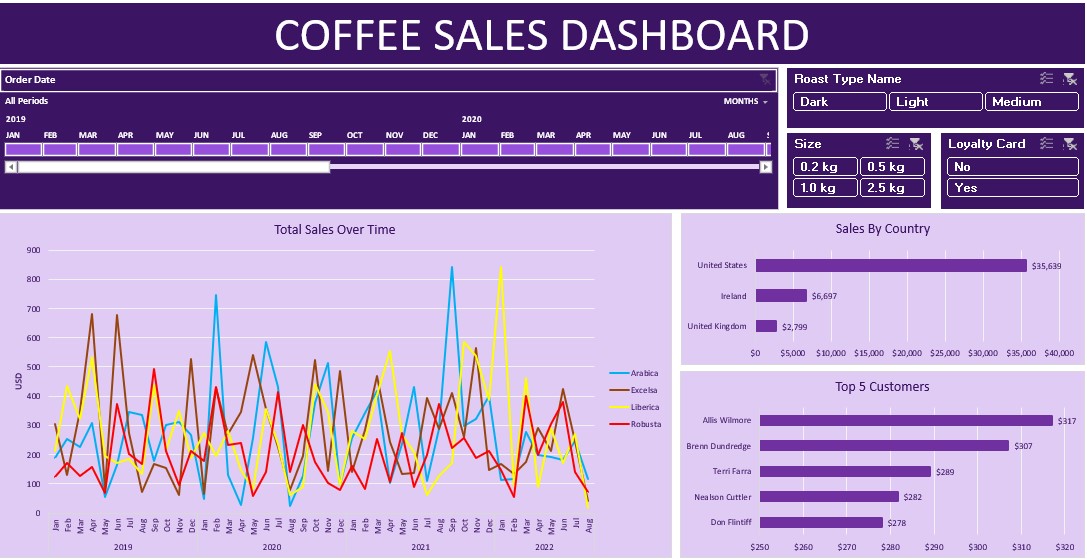 COFFEE SALES DASHBOARD
Order Date
All Periods
MONTHS
2019 2020
JAN FEB MAR APR MAY JUN JUL AUG SEP OCT NOV DEC JAN FEB MAR APR MAY JUN JUL AUG
Roast Type Name
Dark Light Medium
Size
0.2 kg 0.5 kg
1.0 kg 2.5 kg
Loyalty Card
No
Yes
Total Sales Over Time
900
800
700
600
500
400
300
200
100
0
USD
Jan Feb Mar Apr May Jun Jul Aug Sep Oct Nov Dec Jan Feb Mar Apr May Jun Jul Aug Sep Oct Nov Dec Jan Feb Mar Apr May Jun Jul Aug Sep Oct Nov Dec Jan Feb Mar Apr May Jun Jul Aug
2019 2020 2021 2022
Arabica
Excelsa
Liberica
Robusta
Sales By Country
United States $35,639
Ireland $6,697
United Kingdom $2,799
$0 $5,000 $10,000 $15,000 $20,000 $25,000 $30,000 $35,000 $40,000
Top 5 Customers
Allis Wilmore $317
Brenn Dundredge $307
Terri Farra $289
Nealson Cuttler $282
Don Flintiff $278
$250 $260 $270 $280 $290 $300 $310 $320